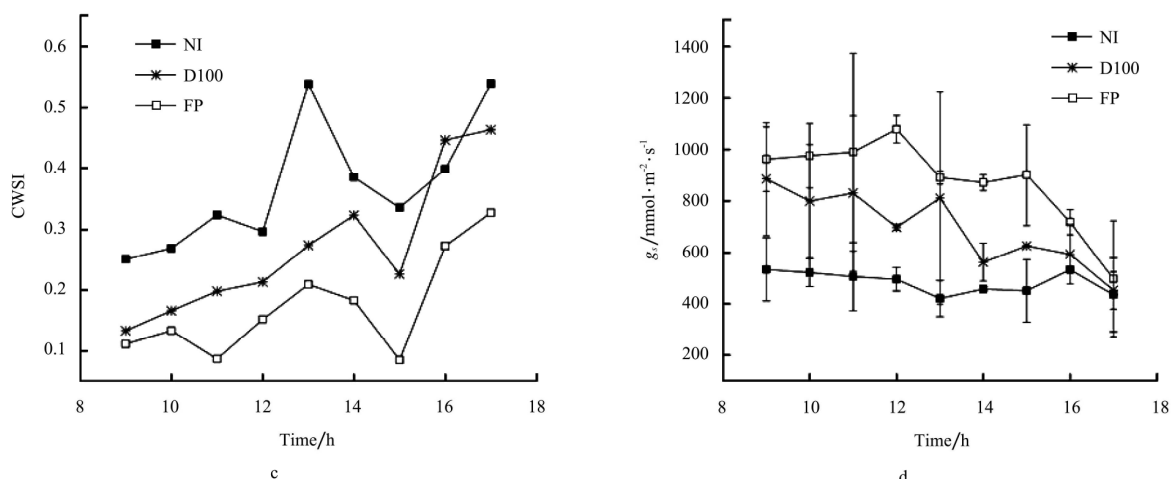 0.6
0.5
0.4
0.3
0.2
0.1
CWSI
NI
D100
FP
8 10 12 14 16 18
Time/h
c
1400
1200
1000
800
600
400
200
gₛ/mmol·m⁻²·s⁻¹
NI
D100
FP
8 10 12 14 16 18
Time/h
d